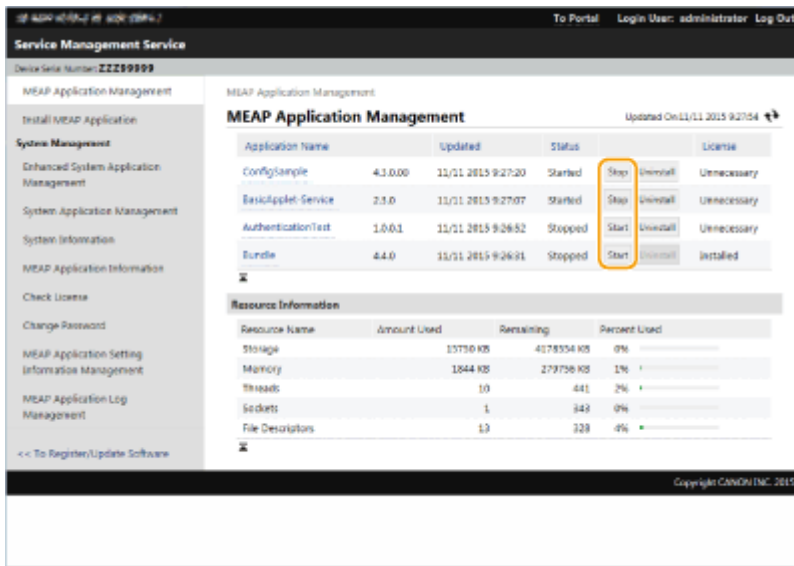 To Portal Login User: administrator Log Out
Service Management Service
Device Serial Number: ZZZ99999
MEAP Application Management
Install MEAP Application
System Management
Enhanced System Application
Management
System Application Management
System Information
MEAP Application Information
Check License
Change Password
MEAP Application Setting
Information Management
MEAP Application Log
Management
<< To Register/Update Software
MEAP Application Management
MEAP Application Management Updated On:11/11 2015 9:27:54
Application Name Updated Status License
ConfigSample 4.3.0.00 11/11 2015 9:27:20 Started Stop Uninstall Unnecessary
BasicApplet-Service 2.3.0 11/11 2015 9:27:07 Started Stop Uninstall Unnecessary
AuthenticationTest 1.0.0.1 11/11 2015 9:26:52 Stopped Start Uninstall Unnecessary
Bundle 4.4.0 11/11 2015 9:26:31 Stopped Start Uninstall Installed
Resource Information
Resource Name Amount Used Remaining Percent Used
Storage 15750 KB 4178554 KB 0%
Memory 1844 KB 279756 KB 1%
Threads 10 441 2%
Sockets 1 343 0%
File Descriptors 13 328 4%
Copyright CANON INC. 2015